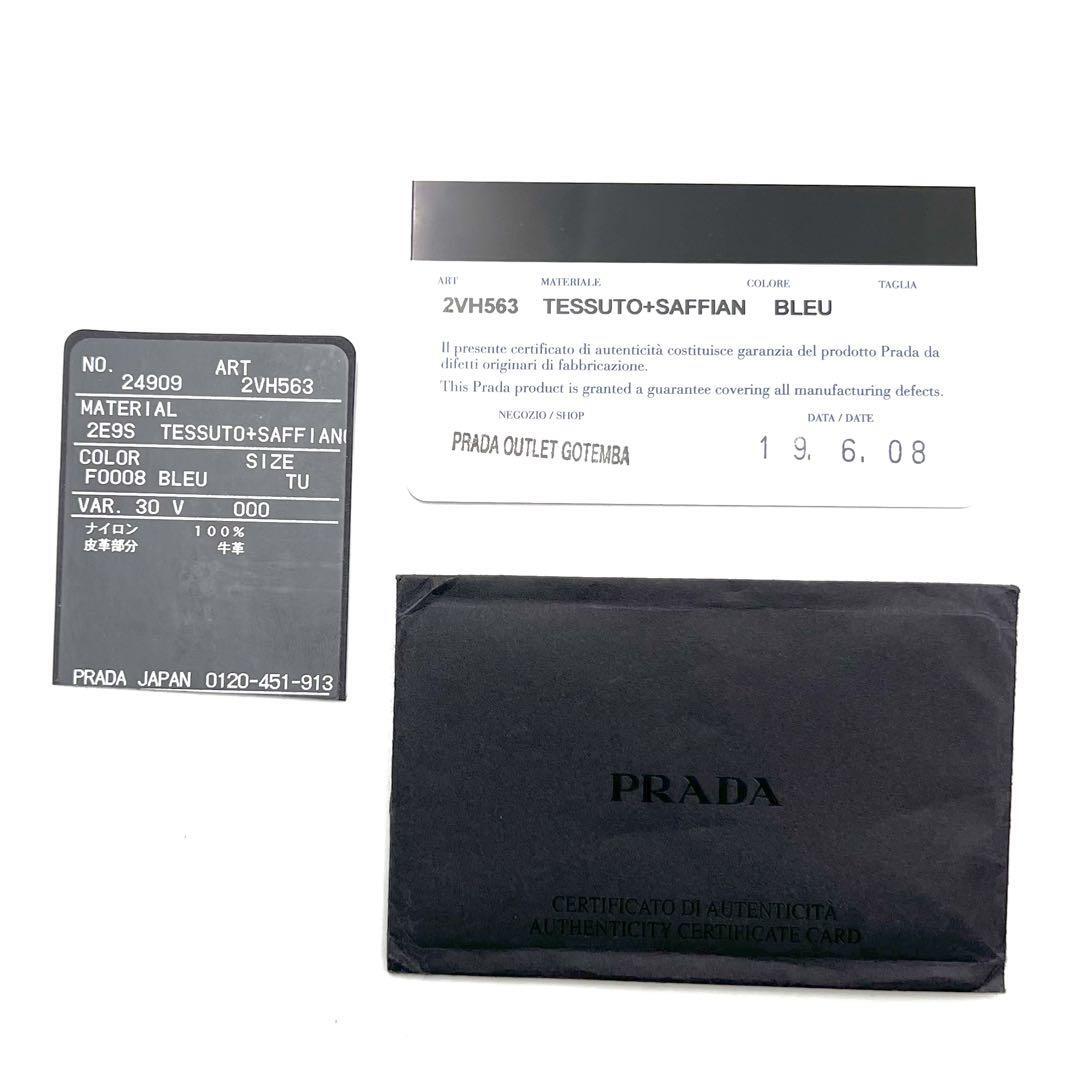 NO. ART
24909 2VH563
MATERIAL
2E9S TESSUTO+SAFFIAN
COLOR SIZE
F0008 BLEU TU
VAR. 30 V 000
ナイロン 100%
皮革部分 牛革
PRADA JAPAN 0120-451-913
ART MATERIALE COLORE TAGLIA
2VH563 TESSUTO+SAFFIAN BLEU
Il presente certificato di autenticità costituisce garanzia del prodotto Prada da
difetti originari di fabbricazione.
This Prada product is granted a guarantee covering all manufacturing defects.
NEGOZIO / SHOP DATA / DATE
PRADA OUTLET GOTEMBA 19. 6. 08
PRADA
CERTIFICATO DI AUTENTICITÀ
AUTHENTICITY CERTIFICATE CARD